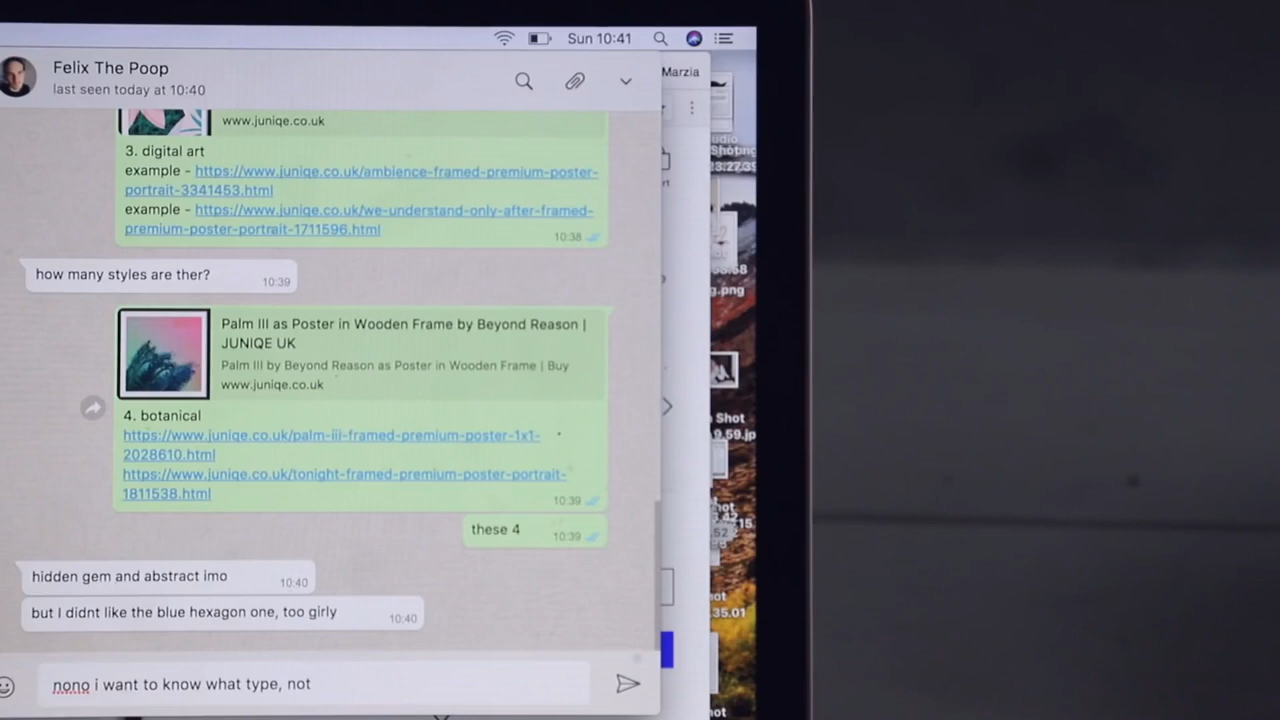 Sun 10:41
Felix The Poop
last seen today at 10:40
Marzia
www.juniqe.co.uk
3. digital art
example - https://www.juniqe.co.uk/ambience-framed-premium-poster-
portrait-3341453.html
example - https://www.juniqe.co.uk/we-understand-only-after-framed-
premium-poster-portrait-1711596.html
10:38
how many styles are ther?
10:39
Palm III as Poster in Wooden Frame by Beyond Reason |
JUNIQE UK
Palm III by Beyond Reason as Poster in Wooden Frame | Buy
www.juniqe.co.uk
4. botanical
https://www.juniqe.co.uk/palm-iii-framed-premium-poster-1x1-
2028610.html
https://www.juniqe.co.uk/tonight-framed-premium-poster-portrait-
1811538.html
10:39
these 4
10:39
hidden gem and abstract imo
10:40
but I didnt like the blue hexagon one, too girly
10:40
nono i want to know what type, not
g.png
Shot
9.59.jp
35.01